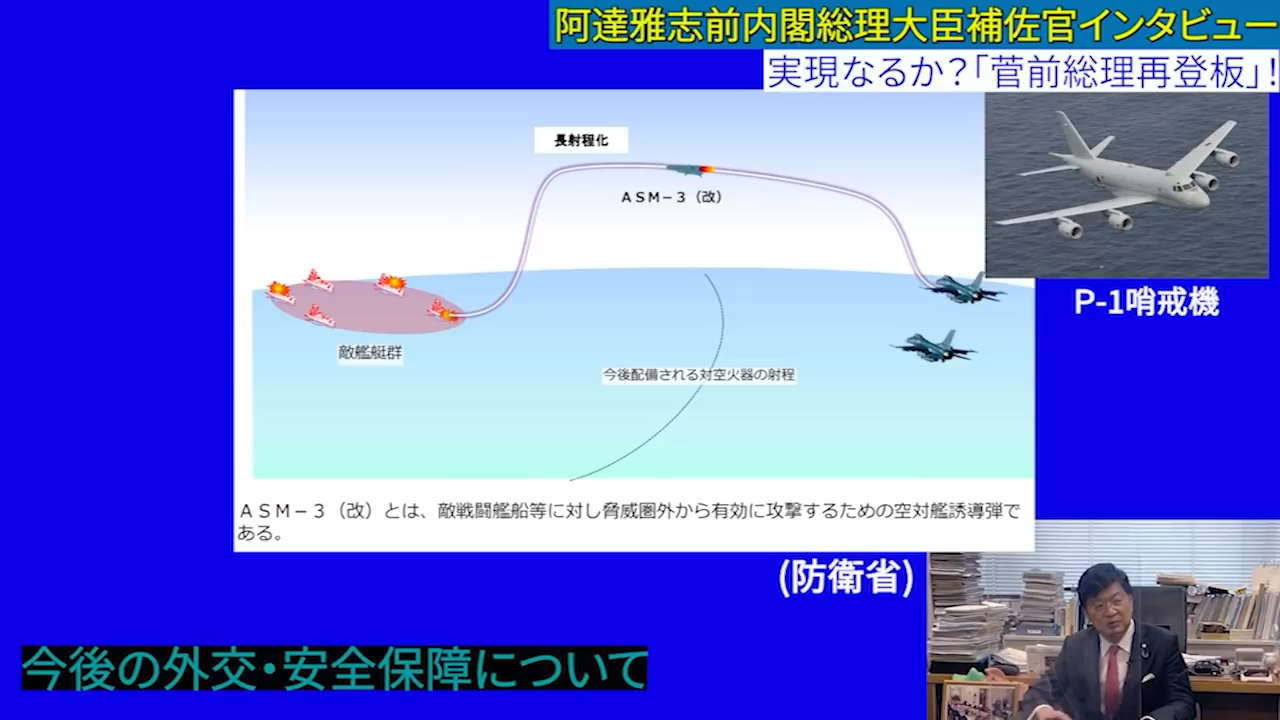 阿達雅志前内閣総理大臣補佐官インタビュー
実現なるか?「菅前総理再登板」!
長射程化
ASM-3(改)
P-1哨戒機
敵艦艇群
今後配備される対空火器の射程
ASM-3(改)とは、敵戦闘艦船等に対し脅威圏外から有効に攻撃するための空対艦誘導弾で
ある。
(防衛省)
今後の外交・安全保障について